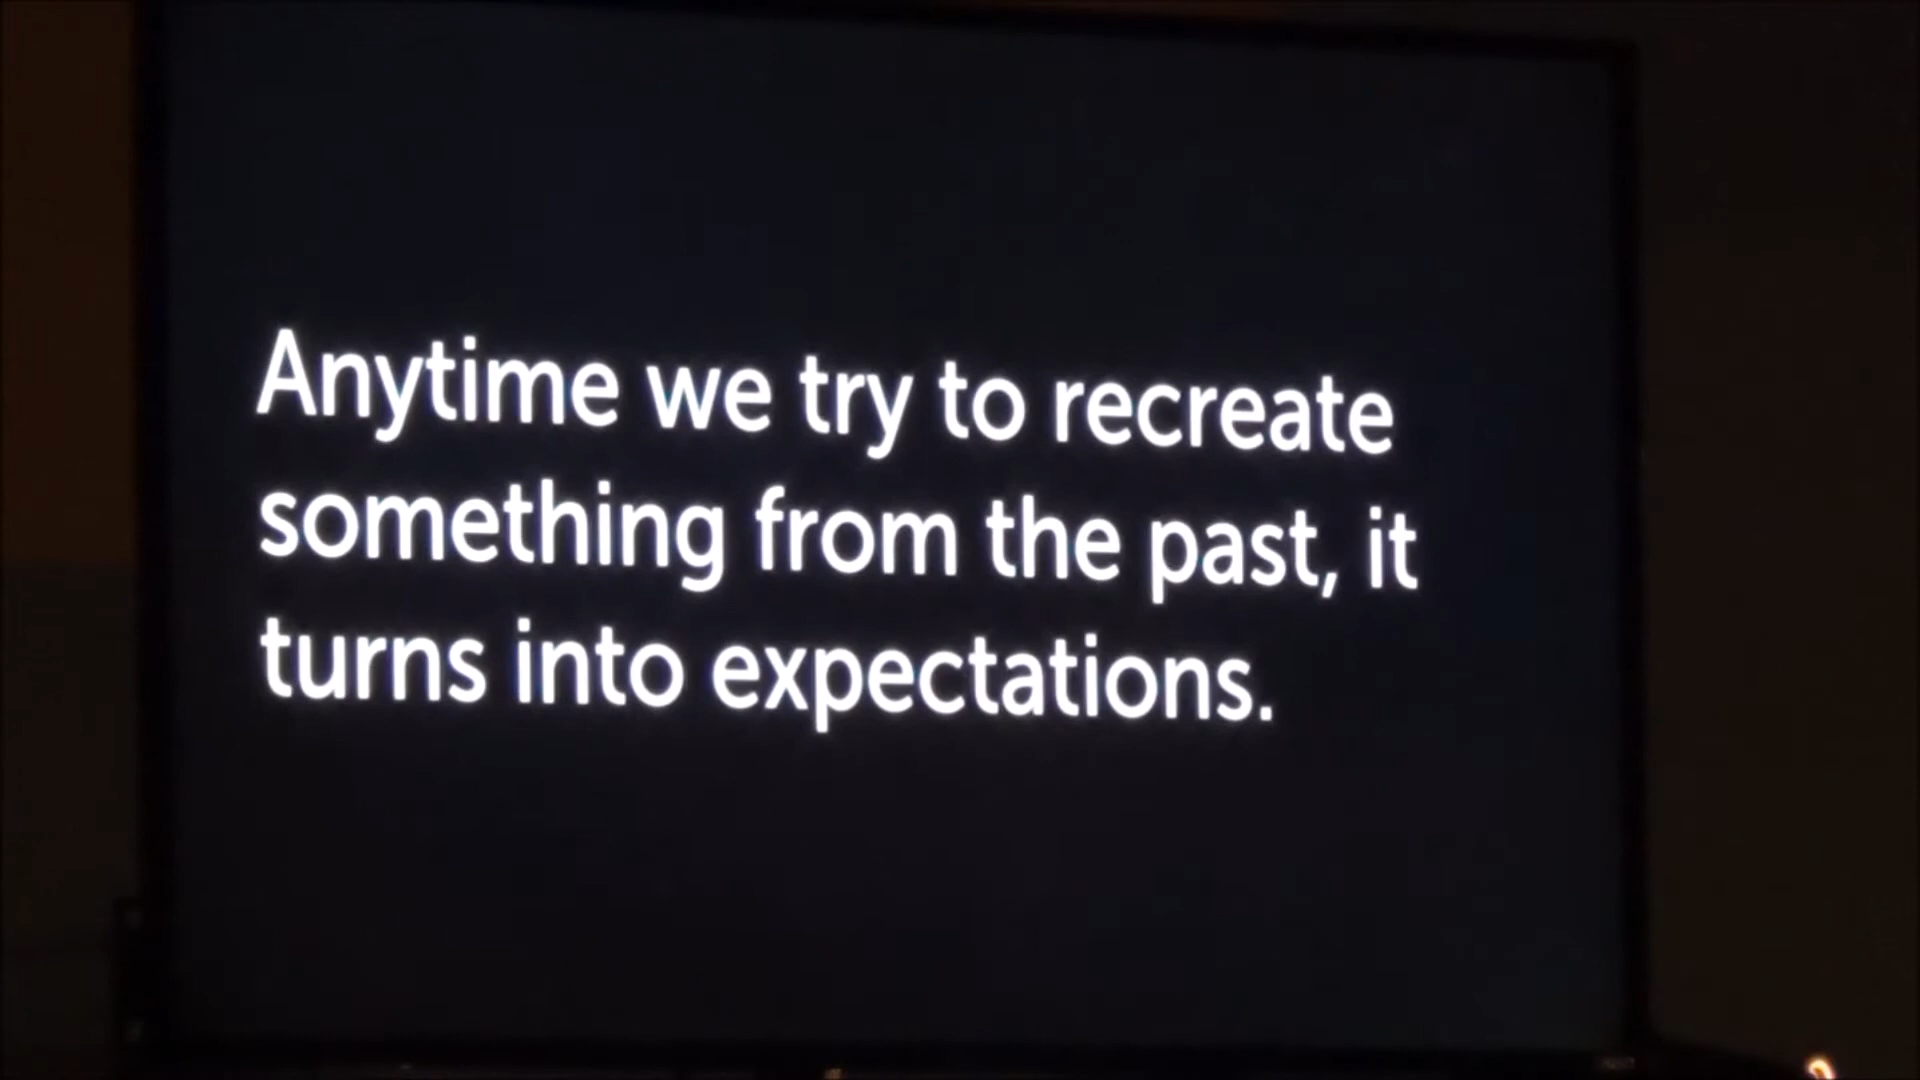 Anytime we try to recreate
something from the past, it
turns into expectations.